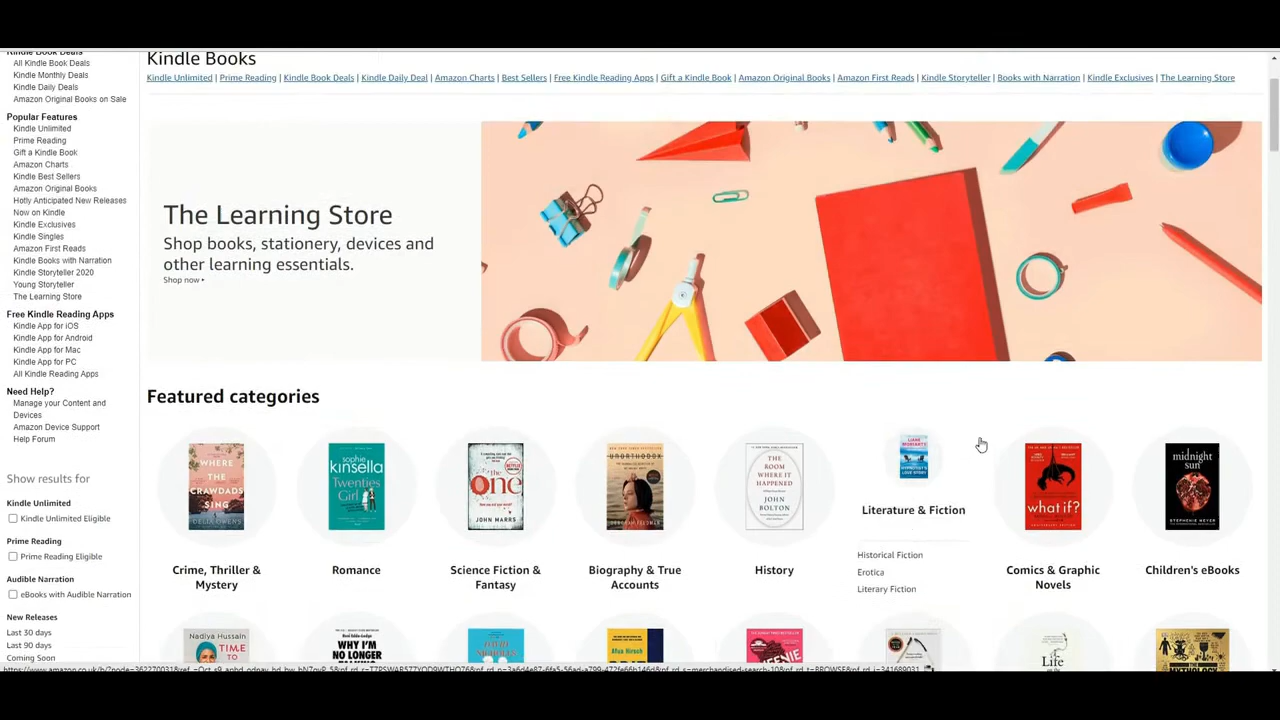 Kindle Book Deals
All Kindle Book Deals
Kindle Monthly Deals
Kindle Daily Deals
Amazon Original Books on Sale
Popular Features
Kindle Unlimited
Prime Reading
Gift a Kindle Book
Amazon Charts
Kindle Best Sellers
Amazon Original Books
Hotly Anticipated New Releases
Now on Kindle
Kindle Exclusives
Kindle Singles
Amazon First Reads
Kindle Books with Narration
Kindle Storyteller 2020
Young Storyteller
The Learning Store
Free Kindle Reading Apps
Kindle App for iOS
Kindle App for Android
Kindle App for Mac
Kindle App for PC
All Kindle Reading Apps
Need Help?
Manage your Content and
Devices
Amazon Device Support
Help Forum
Show results for
Kindle Unlimited
Kindle Unlimited Eligible
Prime Reading
Prime Reading Eligible
Audible Narration
eBooks with Audible Narration
New Releases
Last 30 days
Last 90 days
Coming Soon
Kindle Books
Kindle Unlimited | Prime Reading | Kindle Book Deals | Kindle Daily Deal | Amazon Charts | Best Sellers | Free Kindle Reading Apps | Gift a Kindle Book | Amazon Original Books | Amazon First Reads | Kindle Storyteller | Books with Narration | Kindle Exclusives | The Learning Store
The Learning Store
Shop books, stationery, devices and
other learning essentials.
Shop now ▸
Featured categories
WHERE
THE
CRAWDADS
SING
DELIA OWENS
sophie
kinsella
Twenties
Girl
the
one
JOHN MARRS
UNORTHODOX
DEBORAH FELDMAN
THE
ROOM
WHERE IT
HAPPENED
JOHN
BOLTON
LIANE
MORIARTY
what if?
midnight
sun
STEPHENIE MEYER
Crime, Thriller &
Mystery
Romance
Science Fiction &
Fantasy
Biography & True
Accounts
History
Literature & Fiction
Historical Fiction
Erotica
Literary Fiction
Comics & Graphic
Novels
Children's eBooks
Nadiya Hussain
TIME
TO
WHY I'M
NO LONGER
Afua Hirsch
Life